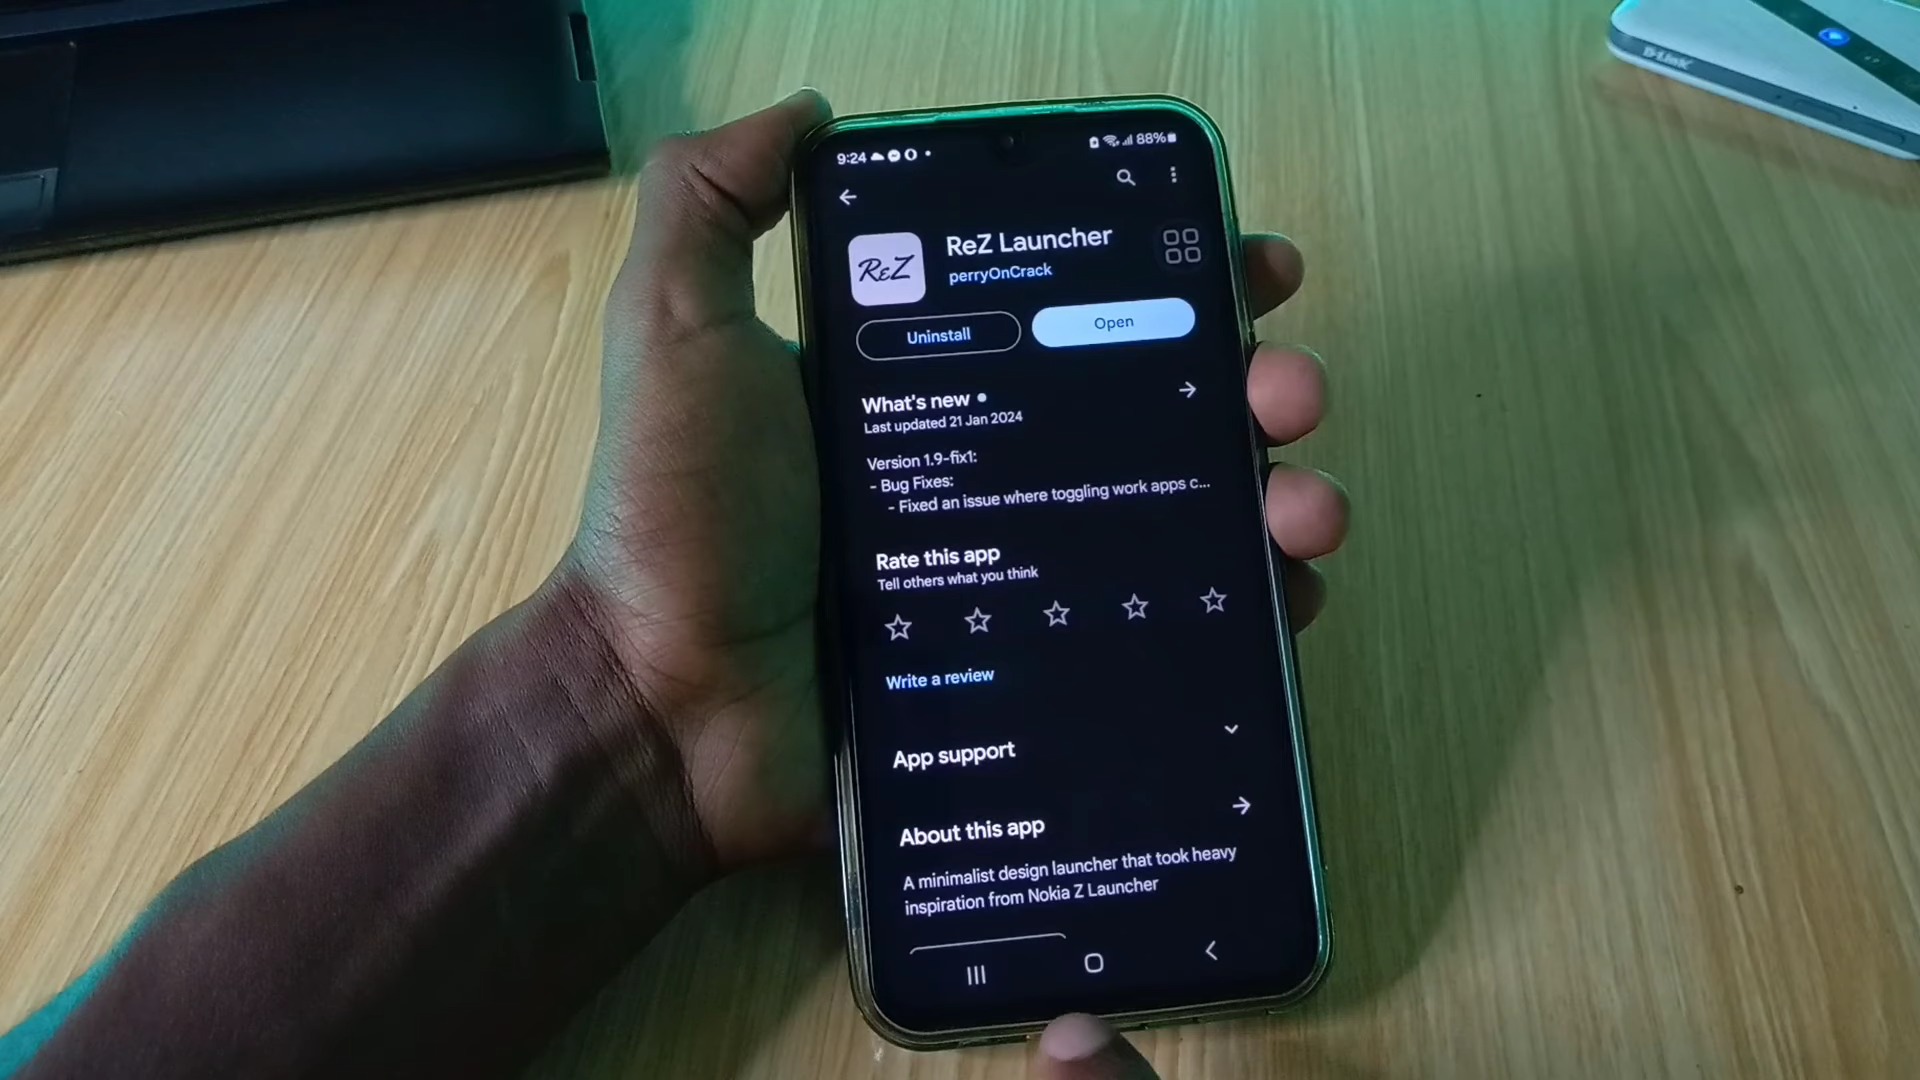 D-Link
9:24
88%
ReZ
ReZ Launcher
perryOnCrack
Uninstall
Open
What's new
Last updated 21 Jan 2024
Version 1.9-fix1:
- Bug Fixes:
- Fixed an issue where toggling work apps c...
Rate this app
Tell others what you think
Write a review
App support
About this app
A minimalist design launcher that took heavy
inspiration from Nokia Z Launcher